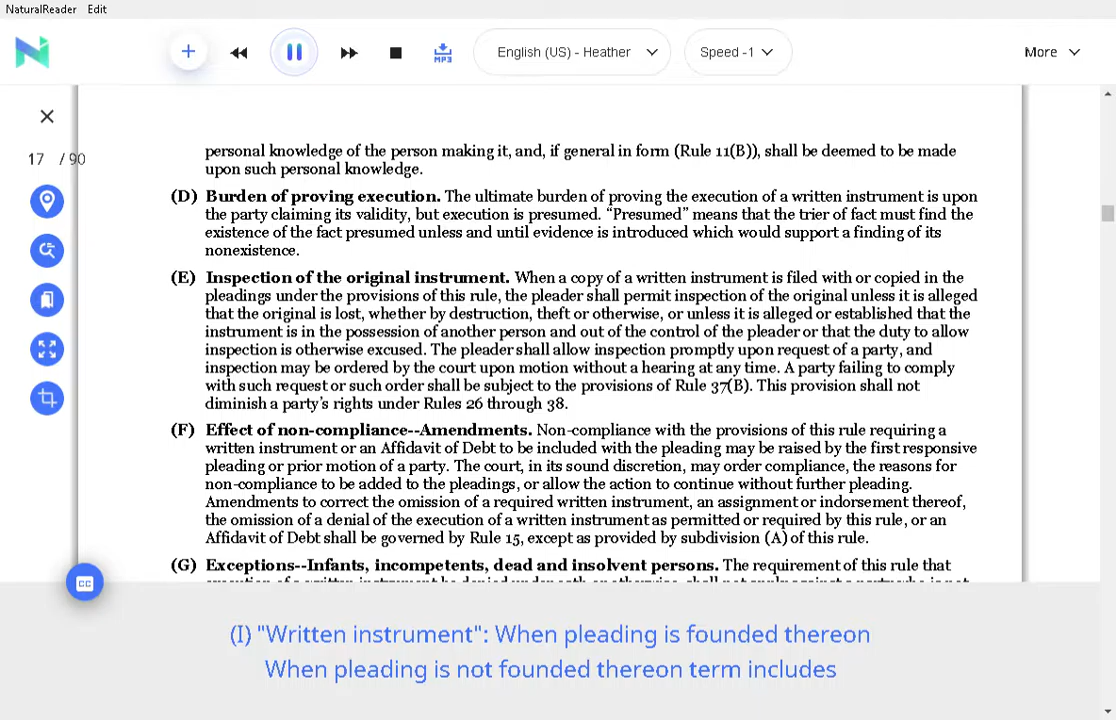 NaturalReader Edit
+ MP3 English (US) - Heather Speed -1 More
17 / 90
personal knowledge of the person making it, and, if general in form (Rule 11(B)), shall be deemed to be made
upon such personal knowledge.
(D) Burden of proving execution. The ultimate burden of proving the execution of a written instrument is upon
the party claiming its validity, but execution is presumed. “Presumed” means that the trier of fact must find the
existence of the fact presumed unless and until evidence is introduced which would support a finding of its
nonexistence.
(E) Inspection of the original instrument. When a copy of a written instrument is filed with or copied in the
pleadings under the provisions of this rule, the pleader shall permit inspection of the original unless it is alleged
that the original is lost, whether by destruction, theft or otherwise, or unless it is alleged or established that the
instrument is in the possession of another person and out of the control of the pleader or that the duty to allow
inspection is otherwise excused. The pleader shall allow inspection promptly upon request of a party, and
inspection may be ordered by the court upon motion without a hearing at any time. A party failing to comply
with such request or such order shall be subject to the provisions of Rule 37(B). This provision shall not
diminish a party’s rights under Rules 26 through 38.
(F) Effect of non-compliance--Amendments. Non-compliance with the provisions of this rule requiring a
written instrument or an Affidavit of Debt to be included with the pleading may be raised by the first responsive
pleading or prior motion of a party. The court, in its sound discretion, may order compliance, the reasons for
non-compliance to be added to the pleadings, or allow the action to continue without further pleading.
Amendments to correct the omission of a required written instrument, an assignment or indorsement thereof,
the omission of a denial of the execution of a written instrument as permitted or required by this rule, or an
Affidavit of Debt shall be governed by Rule 15, except as provided by subdivision (A) of this rule.
(G) Exceptions--Infants, incompetents, dead and insolvent persons. The requirement of this rule that
CC
(I) "Written instrument": When pleading is founded thereon
When pleading is not founded thereon term includes